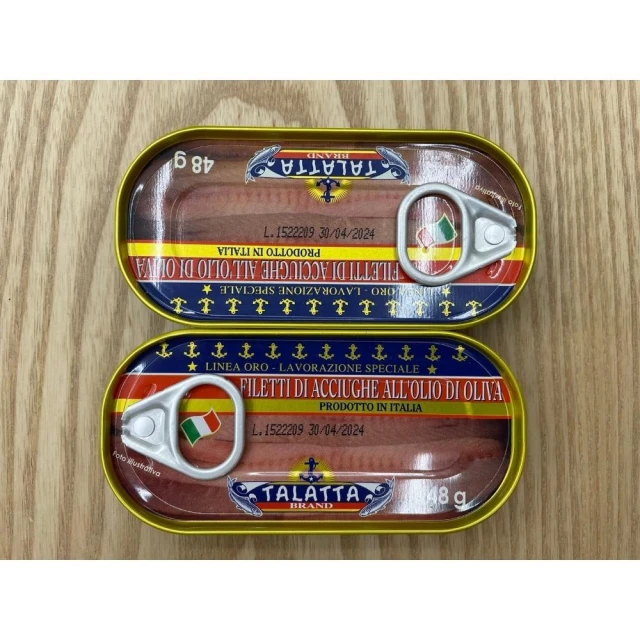 TALATTA
BRAND
48 g
foto illustrativa
L.1522209 30/04/2024
PRODOTTO IN ITALIA
FILETTI DI ACCIUGHE ALL'OLIO DI OLIVA
ORO - LAVORAZIONE SPECIALE
LINEA ORO - LAVORAZIONE SPECIALE
FILETTI DI ACCIUGHE ALL'OLIO DI OLIVA
PRODOTTO IN ITALIA
L.1522209 30/04/2024
foto illustrativa
TALATTA
BRAND
48 g